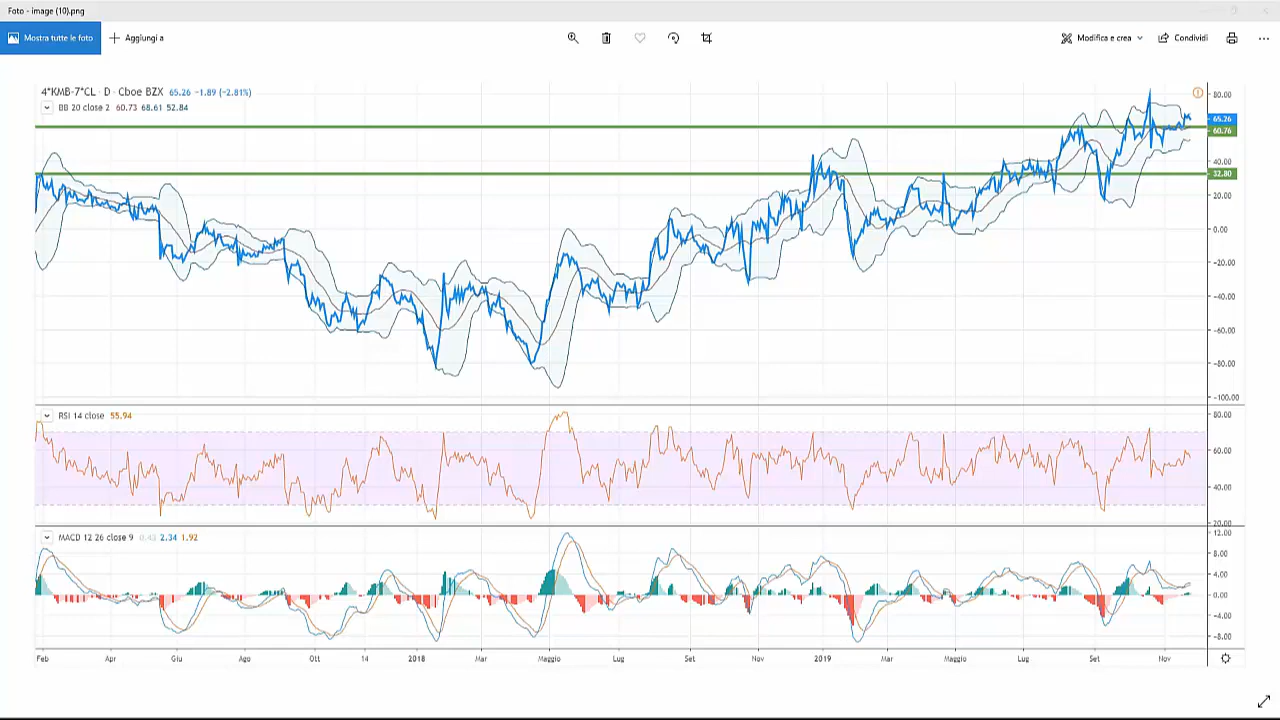 Foto - image (10).png
Mostra tutte le foto
Aggiungi a
Modifica e crea
Condividi
4*KMB-7*CL · D · Cboe BZX 65.26 -1.89 (-2.81%)
BB 20 close 2 60.73 68.61 52.84
80.00
65.26
60.76
40.00
32.80
20.00
0.00
-20.00
-40.00
-60.00
-80.00
-100.00
RSI 14 close 55.94
80.00
60.00
40.00
20.00
MACD 12 26 close 9 0.43 2.34 1.92
12.00
8.00
4.00
0.00
-4.00
-8.00
Feb Apr Giu Ago Ott 14 2018 Mar Maggio Lug Set Nov 2019 Mar Maggio Lug Set Nov